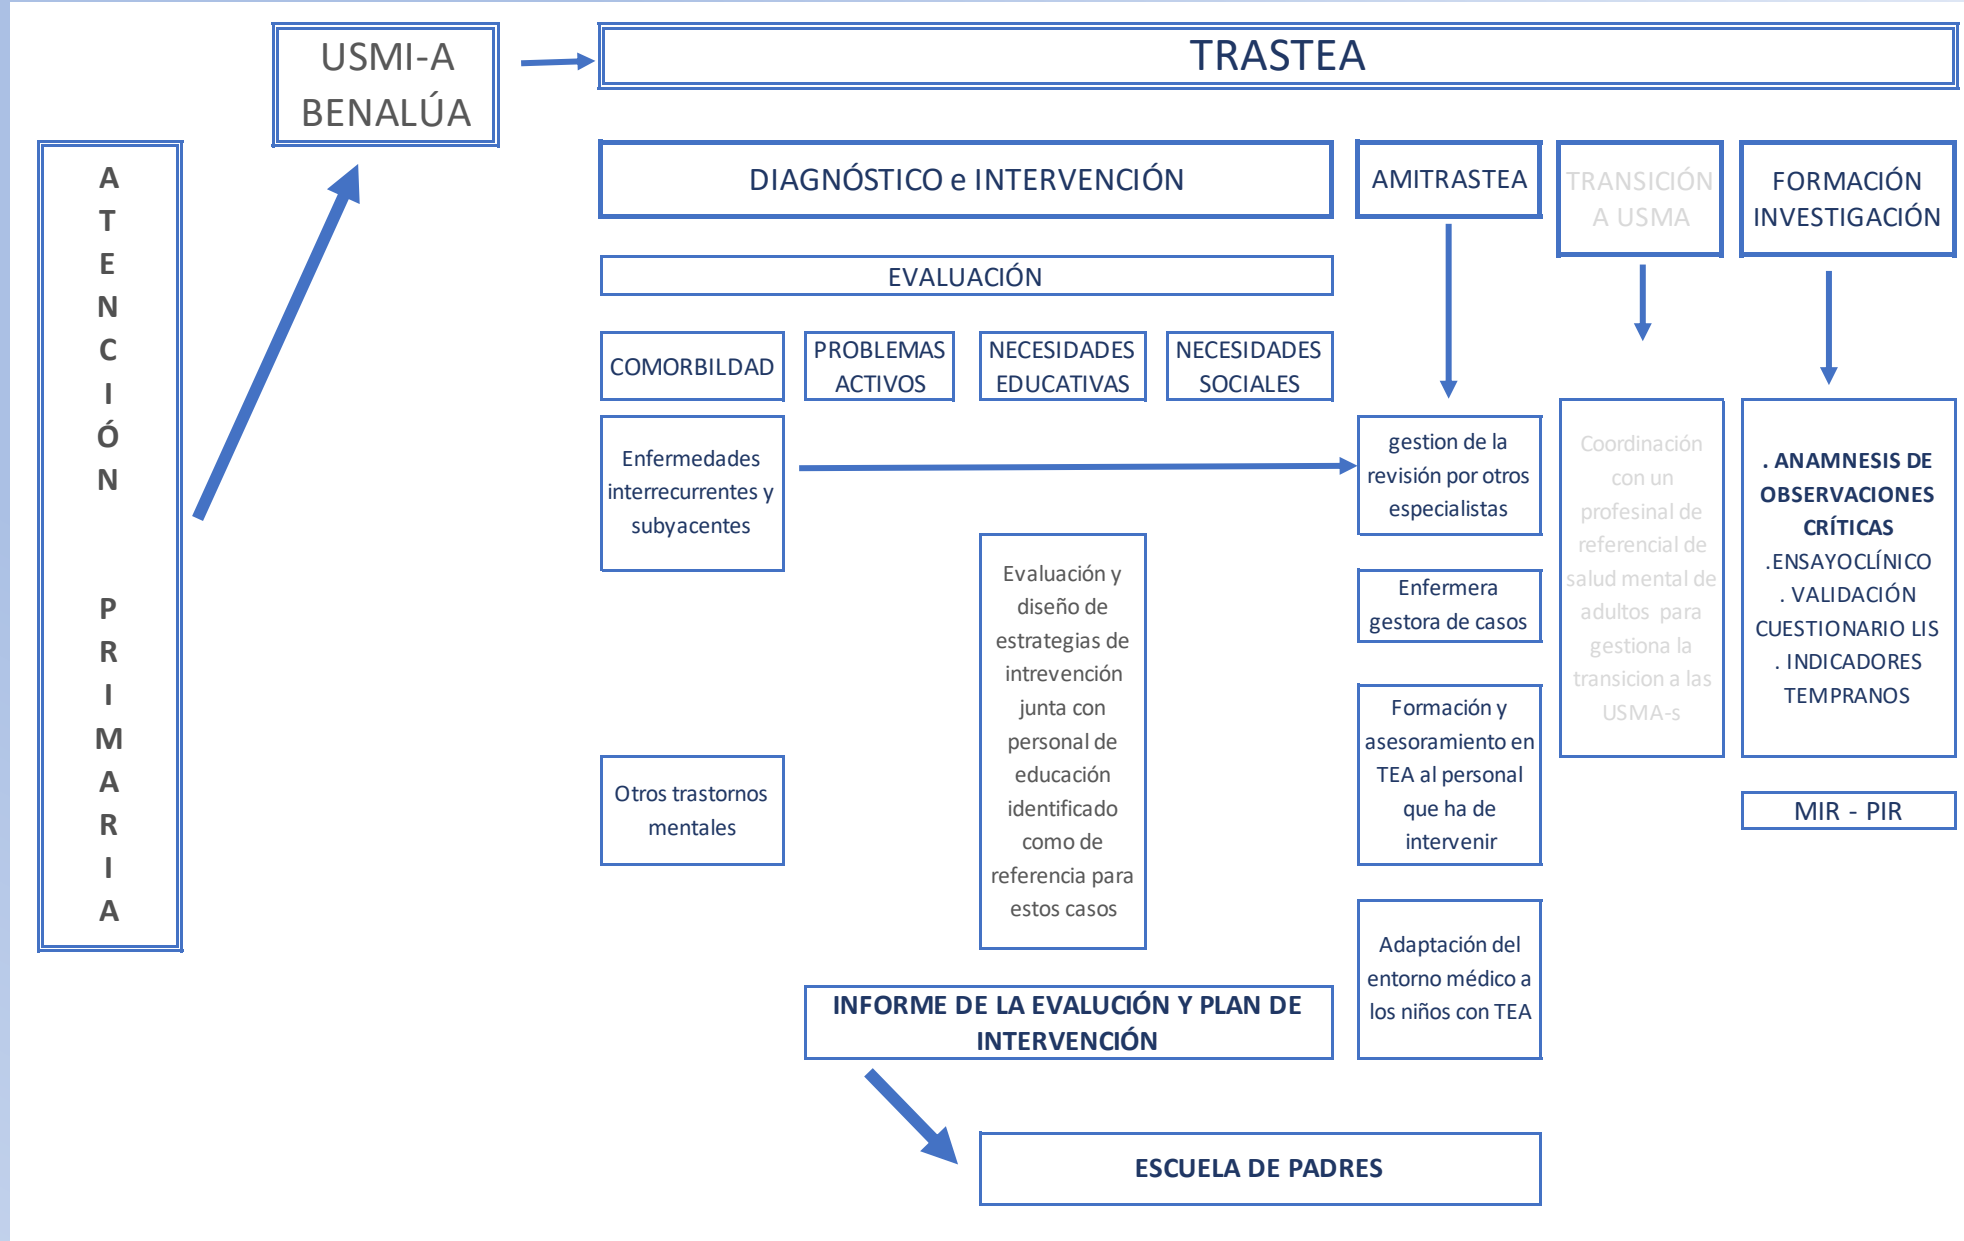 USMI-A
BENALÚA
TRASTEA
A
T
E
N
C
I
Ó
N
P
R
I
M
A
R
I
A
DIAGNÓSTICO e INTERVENCIÓN
AMITRASTEA
TRANSICIÓN
A USMA
FORMACIÓN
INVESTIGACIÓN
EVALUACIÓN
COMORBILDAD
PROBLEMAS
ACTIVOS
NECESIDADES
EDUCATIVAS
NECESIDADES
SOCIALES
Enfermedades
interrecurrentes y
subyacentes
Otros trastornos
mentales
Evaluación y
diseño de
estrategias de
intrevención
junta con
personal de
educación
identificado
como de
referencia para
estos casos
INFORME DE LA EVALUCIÓN Y PLAN DE
INTERVENCIÓN
ESCUELA DE PADRES
gestion de la
revisión por otros
especialistas
Enfermera
gestora de casos
Formación y
asesoramiento en
TEA al personal
que ha de
intervenir
Adaptación del
entorno médico a
los niños con TEA
Coordinación
con un
profesinal de
referencial de
salud mental de
adultos para
gestiona la
transicion a las
USMA-s
. ANAMNESIS DE
OBSERVACIONES
CRÍTICAS
.ENSAYOCLÍNICO
. VALIDACIÓN
CUESTIONARIO LIS
. INDICADORES
TEMPRANOS
MIR - PIR